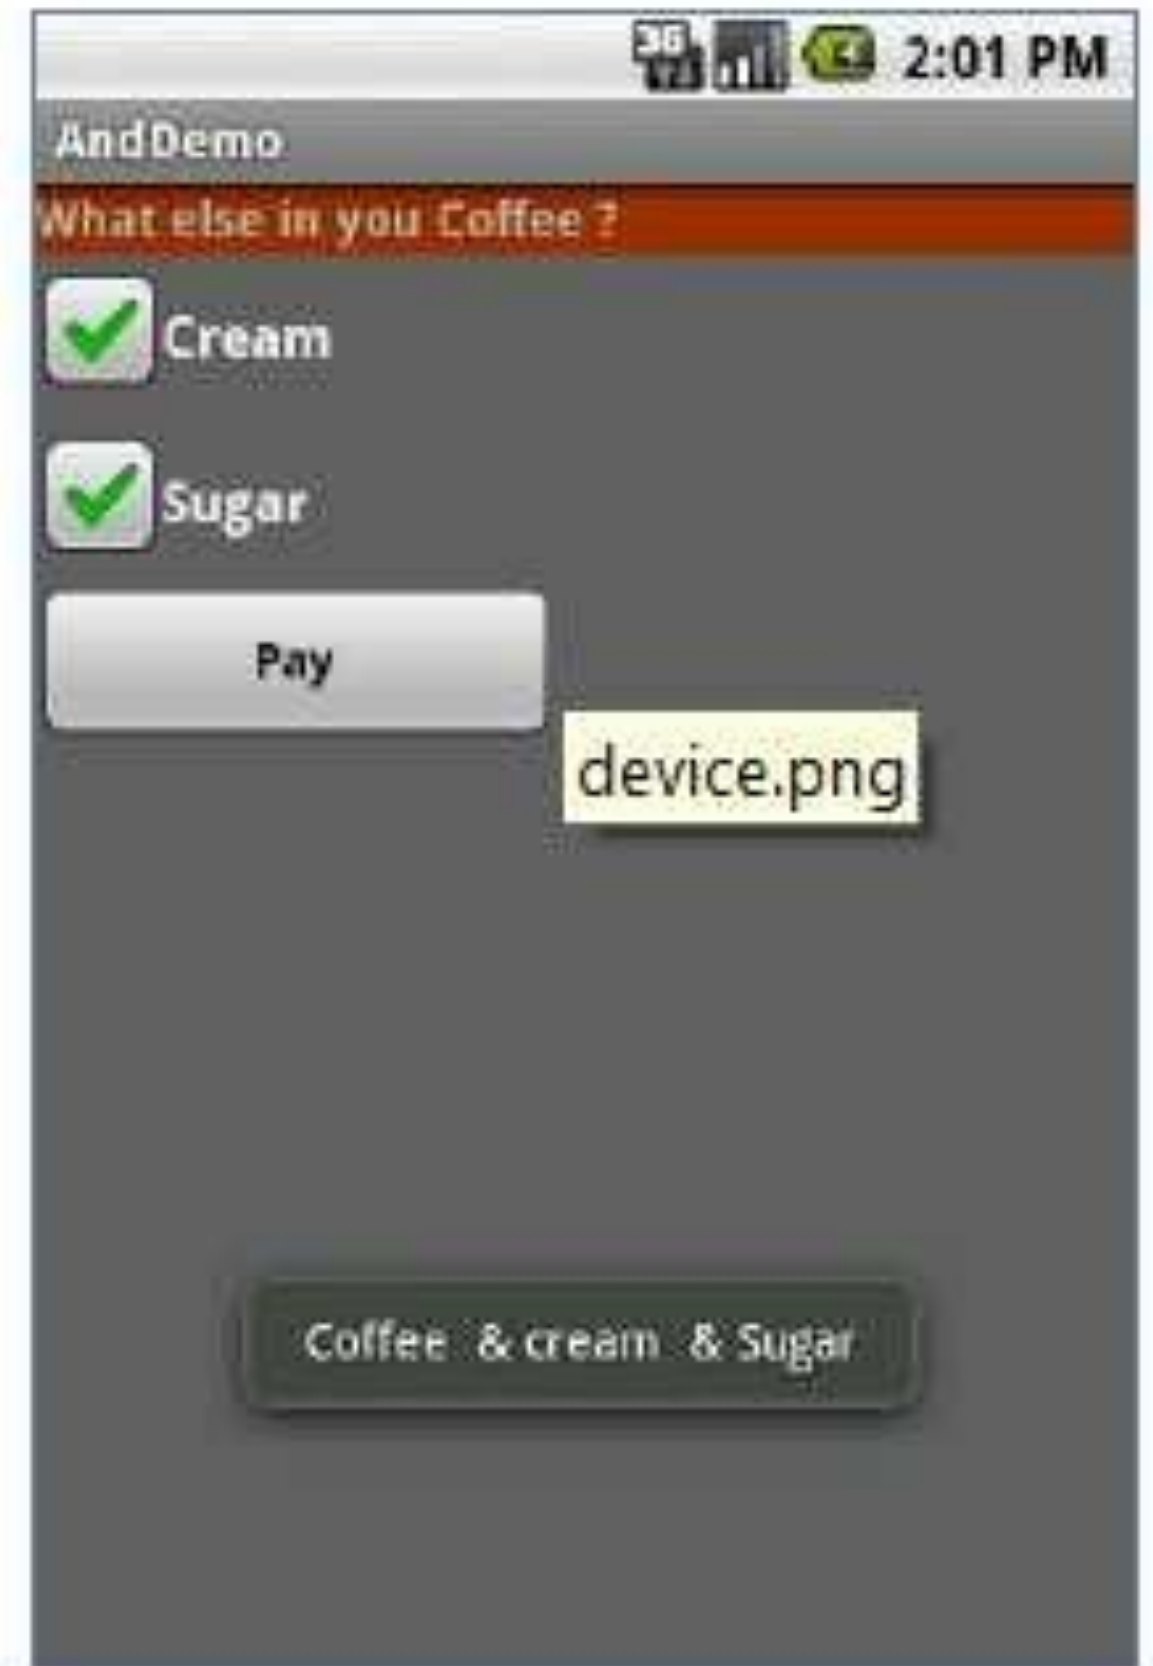 2:01 PM
AndDemo
What else in you Coffee ?
Cream
Sugar
Pay
device.png
Coffee & cream & Sugar